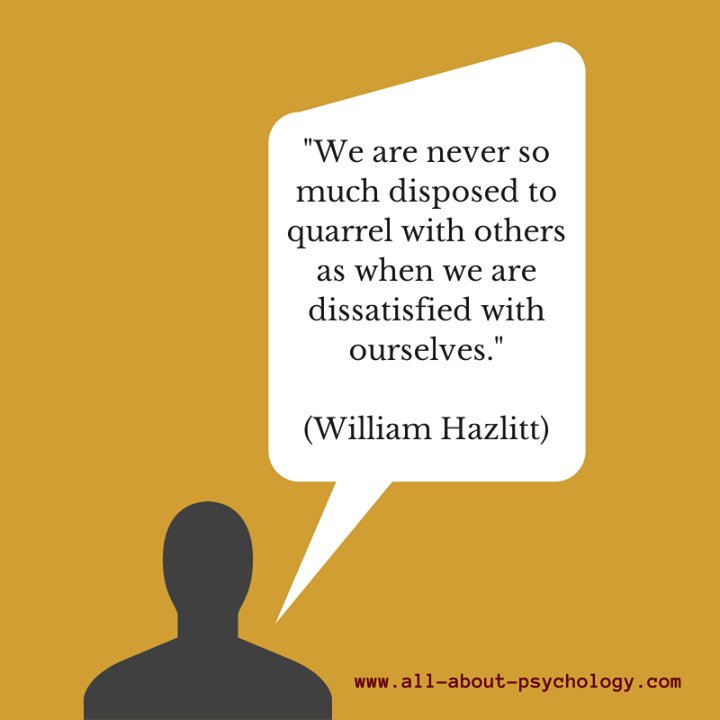 "We are never so
much disposed to
quarrel with others
as when we are
dissatisfied with
ourselves."
(William Hazlitt)
www.all-about-psychology.com